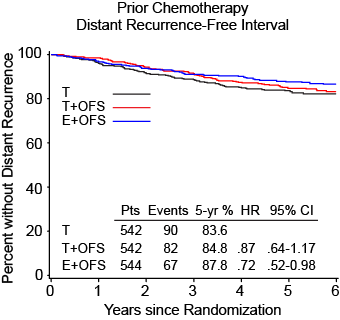 Prior Chemotherapy
Distant Recurrence-Free Interval
Percent without Distant Recurrence
100
80
60
40
20
0
T
T+OFS
E+OFS
Pts Events 5-yr % HR 95% CI
T 542 90 83.6
T+OFS 542 82 84.8 .87 .64-1.17
E+OFS 544 67 87.8 .72 .52-0.98
0 1 2 3 4 5 6
Years since Randomization